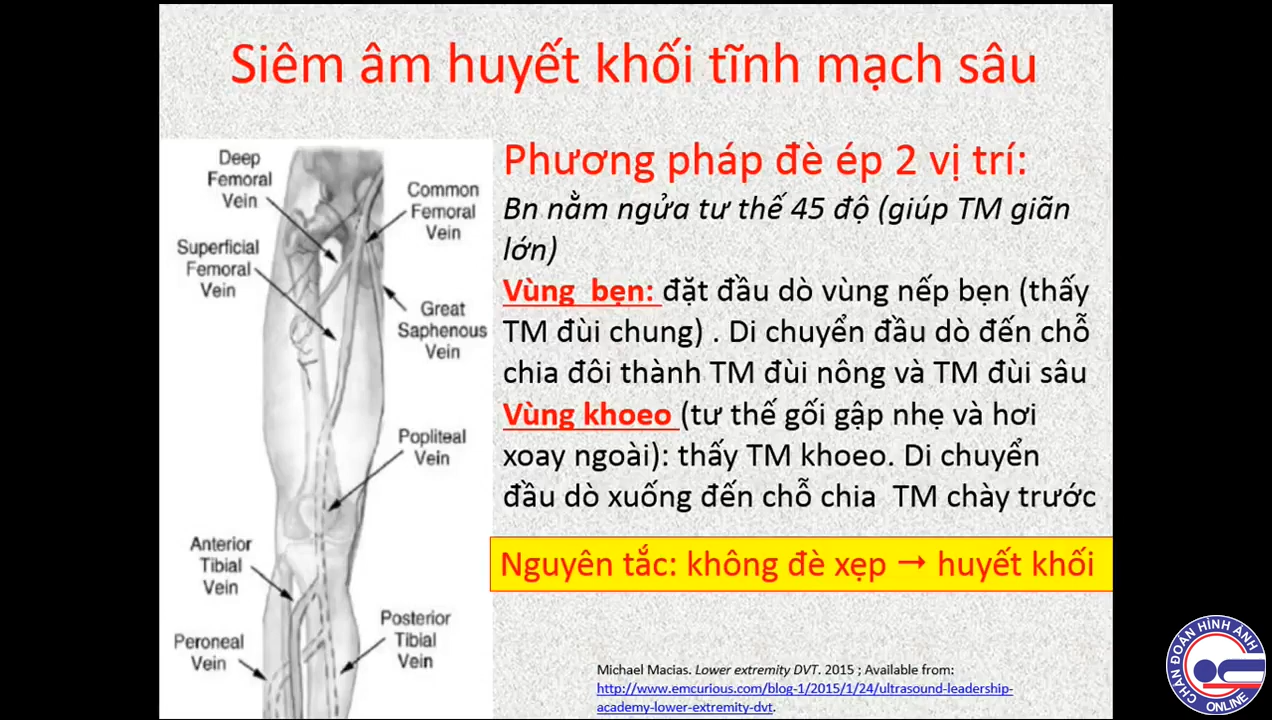 Siêm âm huyết khối tĩnh mạch sâu
Deep
Femoral
Vein
Common
Femoral
Vein
Superficial
Femoral
Vein
Great
Saphenous
Vein
Popliteal
Vein
Anterior
Tibial
Vein
Posterior
Tibial
Vein
Peroneal
Vein
Phương pháp đè ép 2 vị trí:
Bn nằm ngửa tư thế 45 độ (giúp TM giãn
lớn)
Vùng bẹn: đặt đầu dò vùng nếp bẹn (thấy
TM đùi chung) . Di chuyển đầu dò đến chỗ
chia đôi thành TM đùi nông và TM đùi sâu
Vùng khoeo (tư thế gối gập nhẹ và hơi
xoay ngoài): thấy TM khoeo. Di chuyển
đầu dò xuống đến chỗ chia TM chày trước
Nguyên tắc: không đè xẹp → huyết khối
Michael Macias. Lower extremity DVT. 2015 ; Available from:
http://www.emcurious.com/blog-1/2015/1/24/ultrasound-leadership-
academy-lower-extremity-dvt.
CHẨN ĐOÁN HÌNH ẢNH
ONLINE